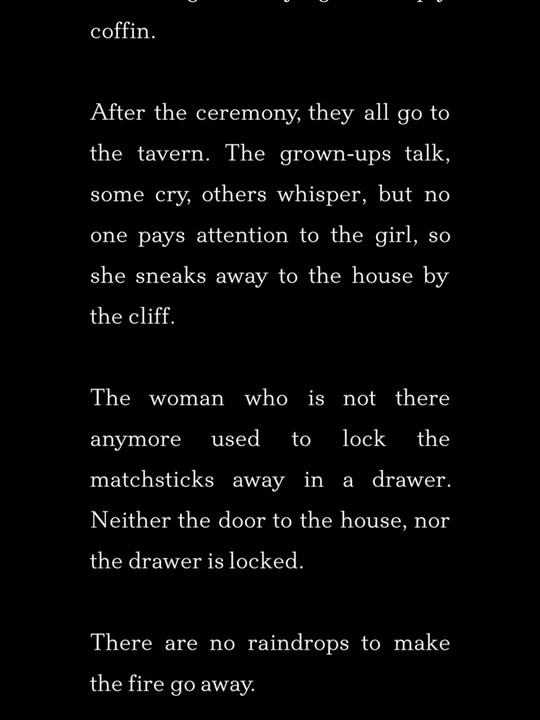 coffin.
After the ceremony, they all go to
the tavern. The grown-ups talk,
some cry, others whisper, but no
one pays attention to the girl, so
she sneaks away to the house by
the cliff.
The woman who is not there
anymore used to lock the
matchsticks away in a drawer.
Neither the door to the house, nor
the drawer is locked.
There are no raindrops to make
the fire go away.